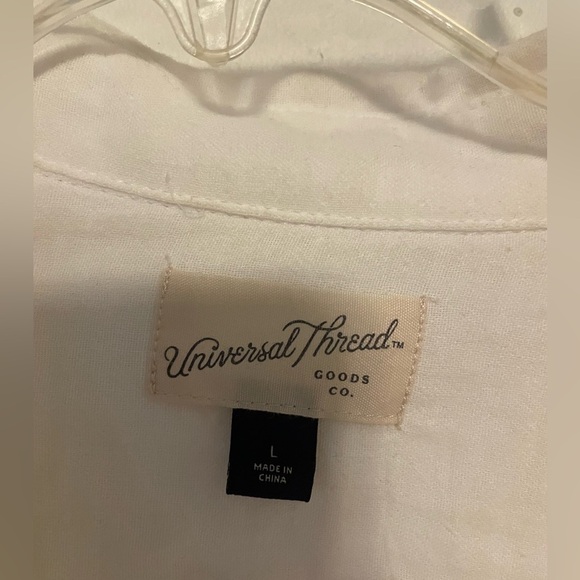 Universal Thread™
GOODS
CO.
L
MADE IN
CHINA